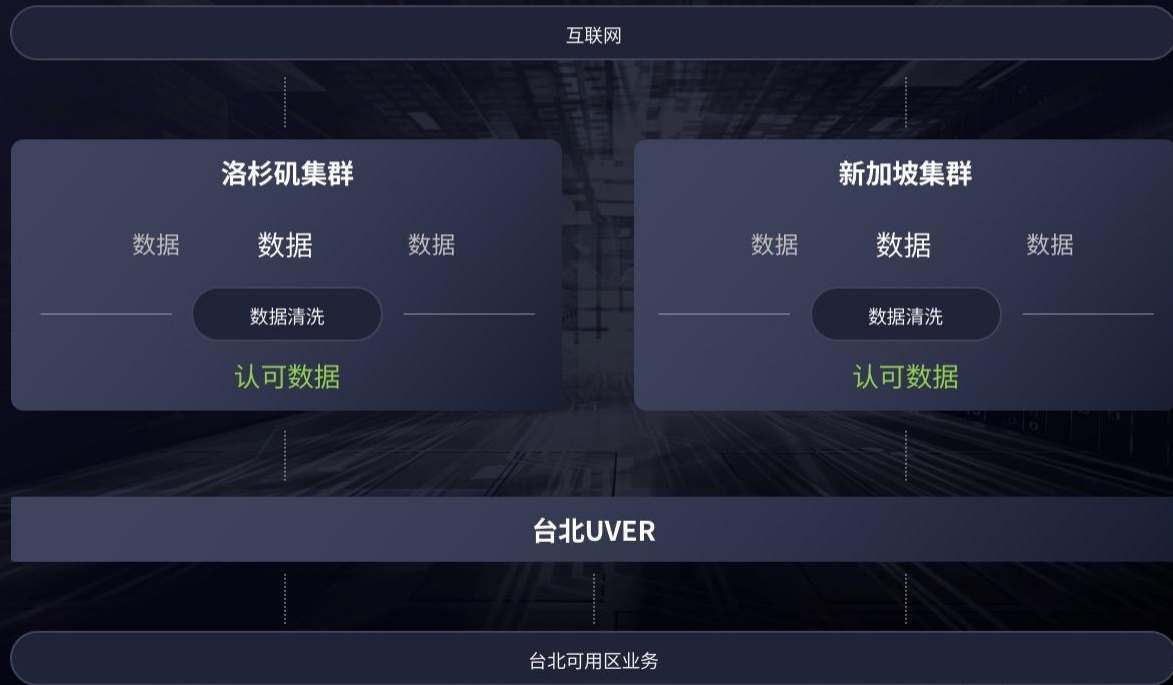 互联网
洛杉矶集群
新加坡集群
数据 数据 数据
数据 数据 数据
数据清洗
数据清洗
认可数据
认可数据
台北UVER
台北可用区业务